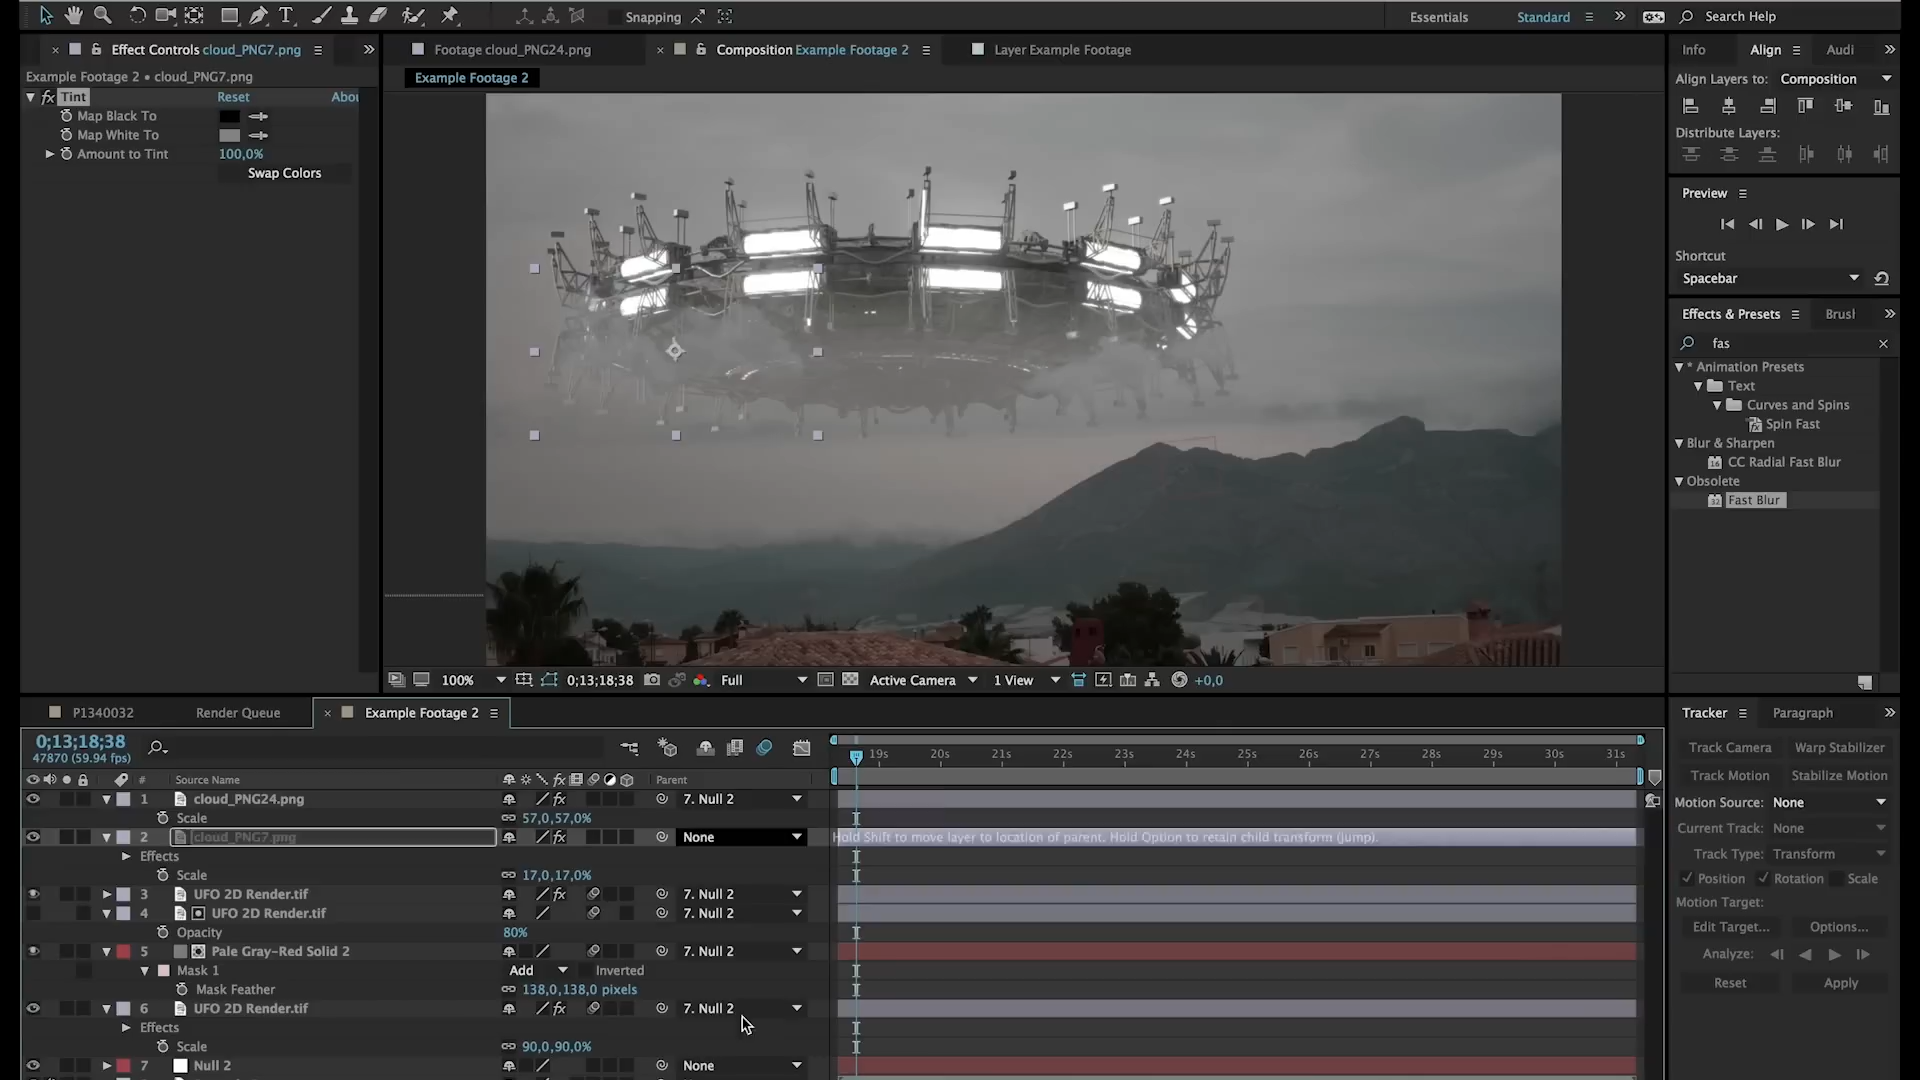 Snapping
Essentials
Standard
Search Help
Effect Controls cloud_PNG7.png
Footage cloud_PNG24.png
Composition Example Footage 2
Layer Example Footage
Info
Align
Audi
Example Footage 2 • cloud_PNG7.png
Example Footage 2
Align Layers to: Composition
fx Tint
Reset
Abou
Map Black To
Map White To
Amount to Tint
100,0%
Swap Colors
Distribute Layers:
Preview
Shortcut
Spacebar
Effects & Presets
Brusl
fas
* Animation Presets
Text
Curves and Spins
Spin Fast
Blur & Sharpen
CC Radial Fast Blur
Obsolete
Fast Blur
100%
0;13;18;38
Full
Active Camera
1 View
+0,0
P1340032
Render Queue
Example Footage 2
Tracker
Paragraph
0;13;18;38
47870 (59.94 fps)
19s 20s 21s 22s 23s 24s 25s 26s 27s 28s 29s 30s 31s
Track Camera
Warp Stabilizer
Track Motion
Stabilize Motion
# Source Name
Parent
1 cloud_PNG24.png
7. Null 2
Scale
57,0,57,0%
2 cloud_PNG7.png
None
Hold Shift to move layer to location of parent. Hold Option to retain child transform (jump).
Effects
Scale
17,0,17,0%
3 UFO 2D Render.tif
7. Null 2
4 UFO 2D Render.tif
7. Null 2
Opacity
80%
5 Pale Gray-Red Solid 2
7. Null 2
Mask 1
Add
Inverted
Mask Feather
138,0,138,0 pixels
6 UFO 2D Render.tif
7. Null 2
Effects
Scale
90,0,90,0%
7 Null 2
None
Motion Source: None
Current Track: None
Track Type: Transform
Position
Rotation
Scale
Motion Target:
Edit Target...
Options...
Analyze:
Reset
Apply